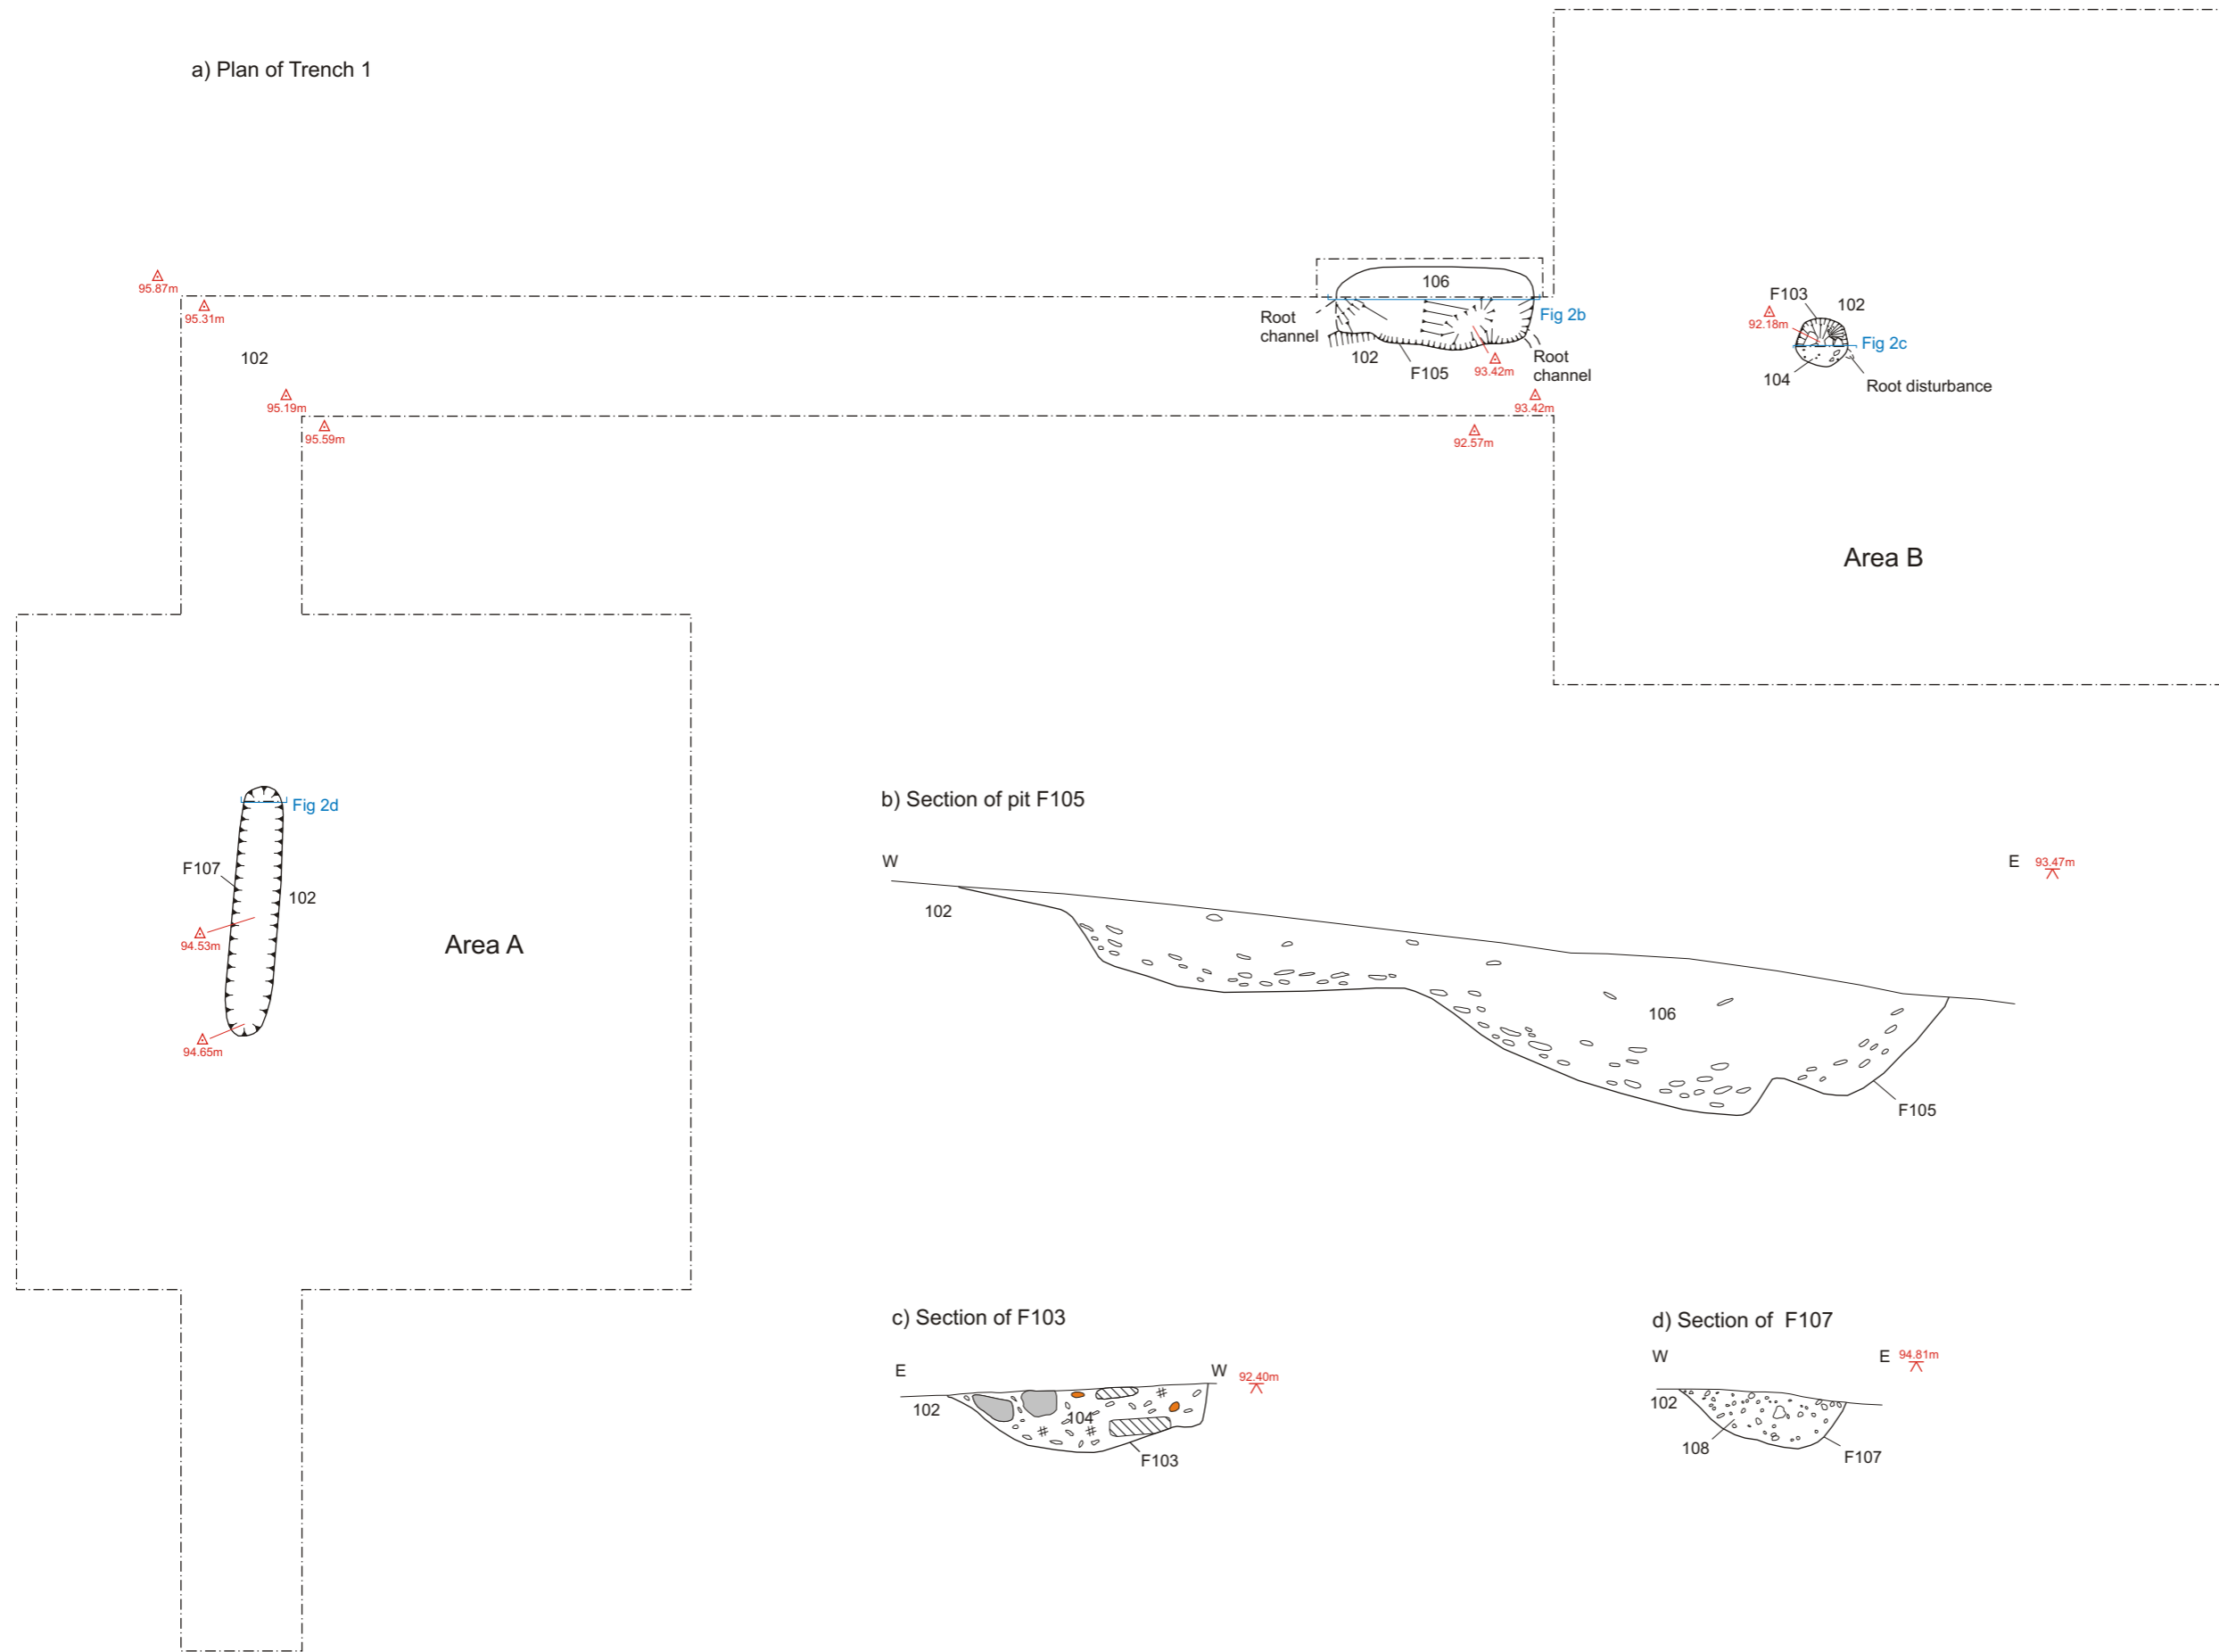 a) Plan of Trench 1
95.87m
95.31m
102
95.19m
95.59m
106
Root
channel
102
F105
93.42m
Root
channel
Fig 2b
93.42m
92.57m
F103
102
92.18m
Fig 2c
104
Root disturbance
Area B
Fig 2d
F107
102
94.53m
94.65m
Area A
b) Section of pit F105
W
E
93.47m
102
106
F105
c) Section of F103
E
W
92.40m
102
104
F103
d) Section of F107
W
E
94.81m
102
108
F107